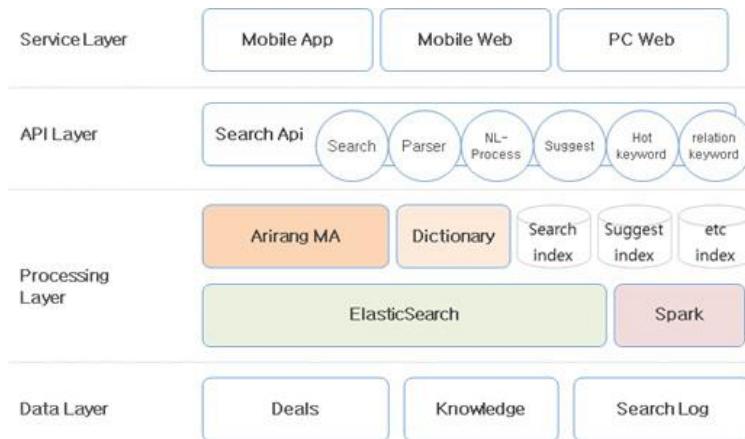 Service Layer
Mobile App
Mobile Web
PC Web
API Layer
Search Api
Search
Parser
NL-
Process
Suggest
Hot
keyword
relation
keyword
Processing
Layer
Arirang MA
Dictionary
Search
index
Suggest
index
etc
index
ElasticSearch
Spark
Data Layer
Deals
Knowledge
Search Log